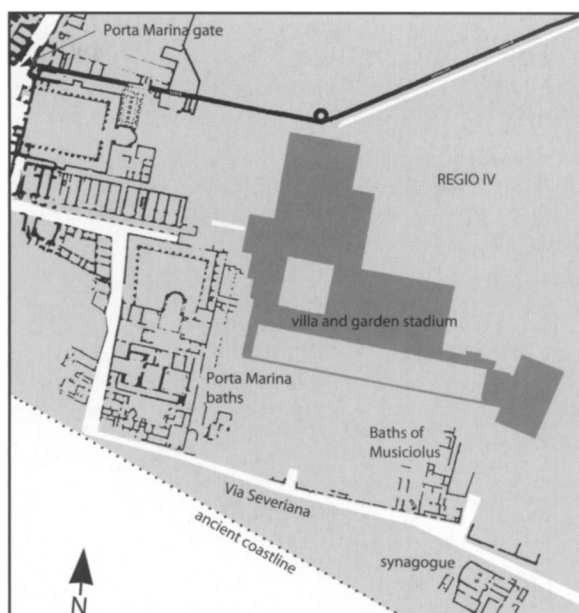 Porta Marina gate
REGIO IV
villa and garden stadium
Porta Marina
baths
Baths of
Musiciolus
Via Severiana
ancient coastline
synagogue
N